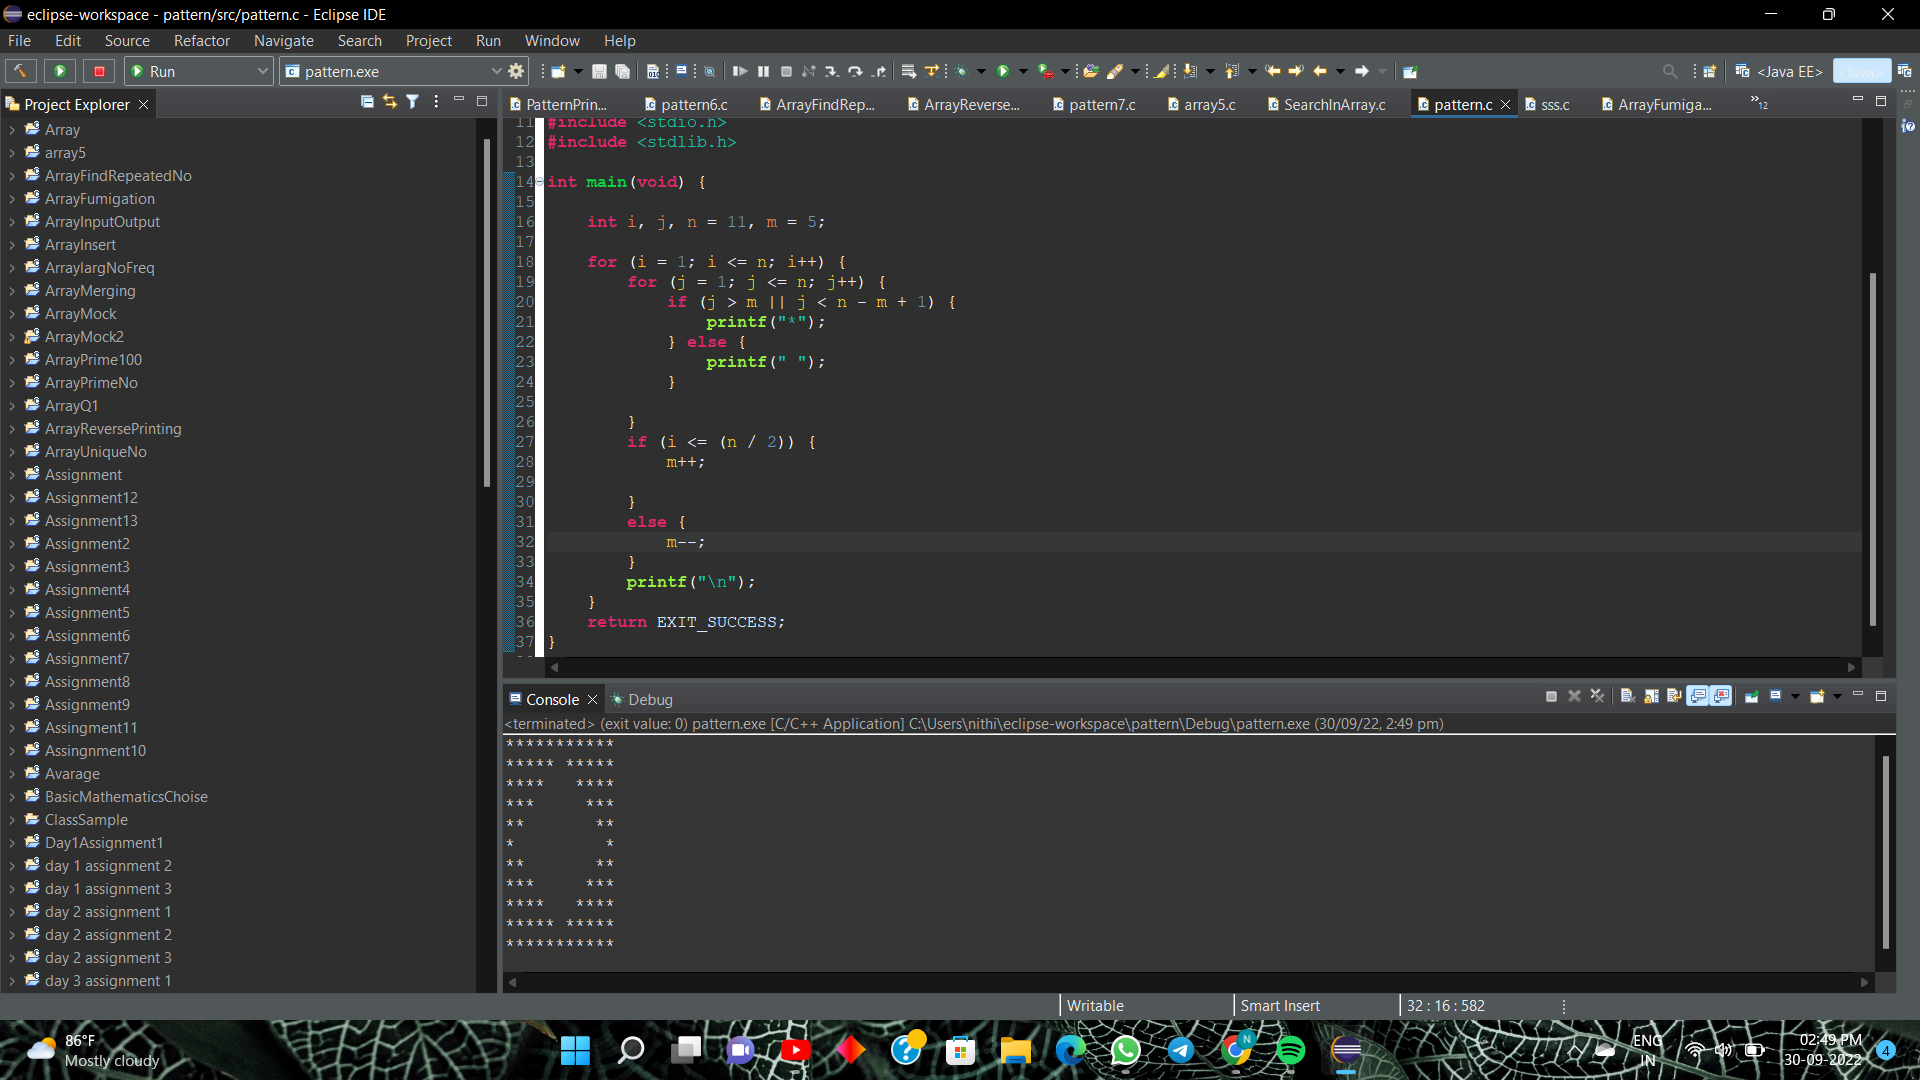 eclipse-workspace - pattern/src/pattern.c - Eclipse IDE
File Edit Source Refactor Navigate Search Project Run Window Help
Run pattern.exe <Java EE> <Java>
Project Explorer
PatternPrin... pattern6.c ArrayFindRep... ArrayReverse... pattern7.c array5.c SearchInArray.c pattern.c sss.c ArrayFumiga... »12
Array
array5
ArrayFindRepeatedNo
ArrayFumigation
ArrayInputOutput
ArrayInsert
ArraylargNoFreq
ArrayMerging
ArrayMock
ArrayMock2
ArrayPrime100
ArrayPrimeNo
ArrayQ1
ArrayReversePrinting
ArrayUniqueNo
Assignment
Assignment12
Assignment13
Assignment2
Assignment3
Assignment4
Assignment5
Assignment6
Assignment7
Assignment8
Assignment9
Assingment11
Assingnment10
Avarage
BasicMathematicsChoise
ClassSample
Day1Assignment1
day 1 assignment 2
day 1 assignment 3
day 2 assignment 1
day 2 assignment 2
day 2 assignment 3
day 3 assignment 1
11 #include <stdio.h>
12 #include <stdlib.h>
13
14 int main(void) {
15
16     int i, j, n = 11, m = 5;
17
18     for (i = 1; i <= n; i++) {
19         for (j = 1; j <= n; j++) {
20             if (j > m || j < n - m + 1) {
21                 printf("*");
22             } else {
23                 printf(" ");
24             }
25
26         }
27         if (i <= (n / 2)) {
28             m++;
29
30         }
31         else {
32             m--;
33         }
34         printf("\n");
35     }
36     return EXIT_SUCCESS;
37 }
Console Debug
<terminated> (exit value: 0) pattern.exe [C/C++ Application] C:\Users\nithi\eclipse-workspace\pattern\Debug\pattern.exe (30/09/22, 2:49 pm)
***********
***** *****
****   ****
***     ***
**       **
*         *
**       **
***     ***
****   ****
***** *****
***********
Writable Smart Insert 32 : 16 : 582
86°F
Mostly cloudy
ENG
IN
02:49 PM
30-09-2022
4